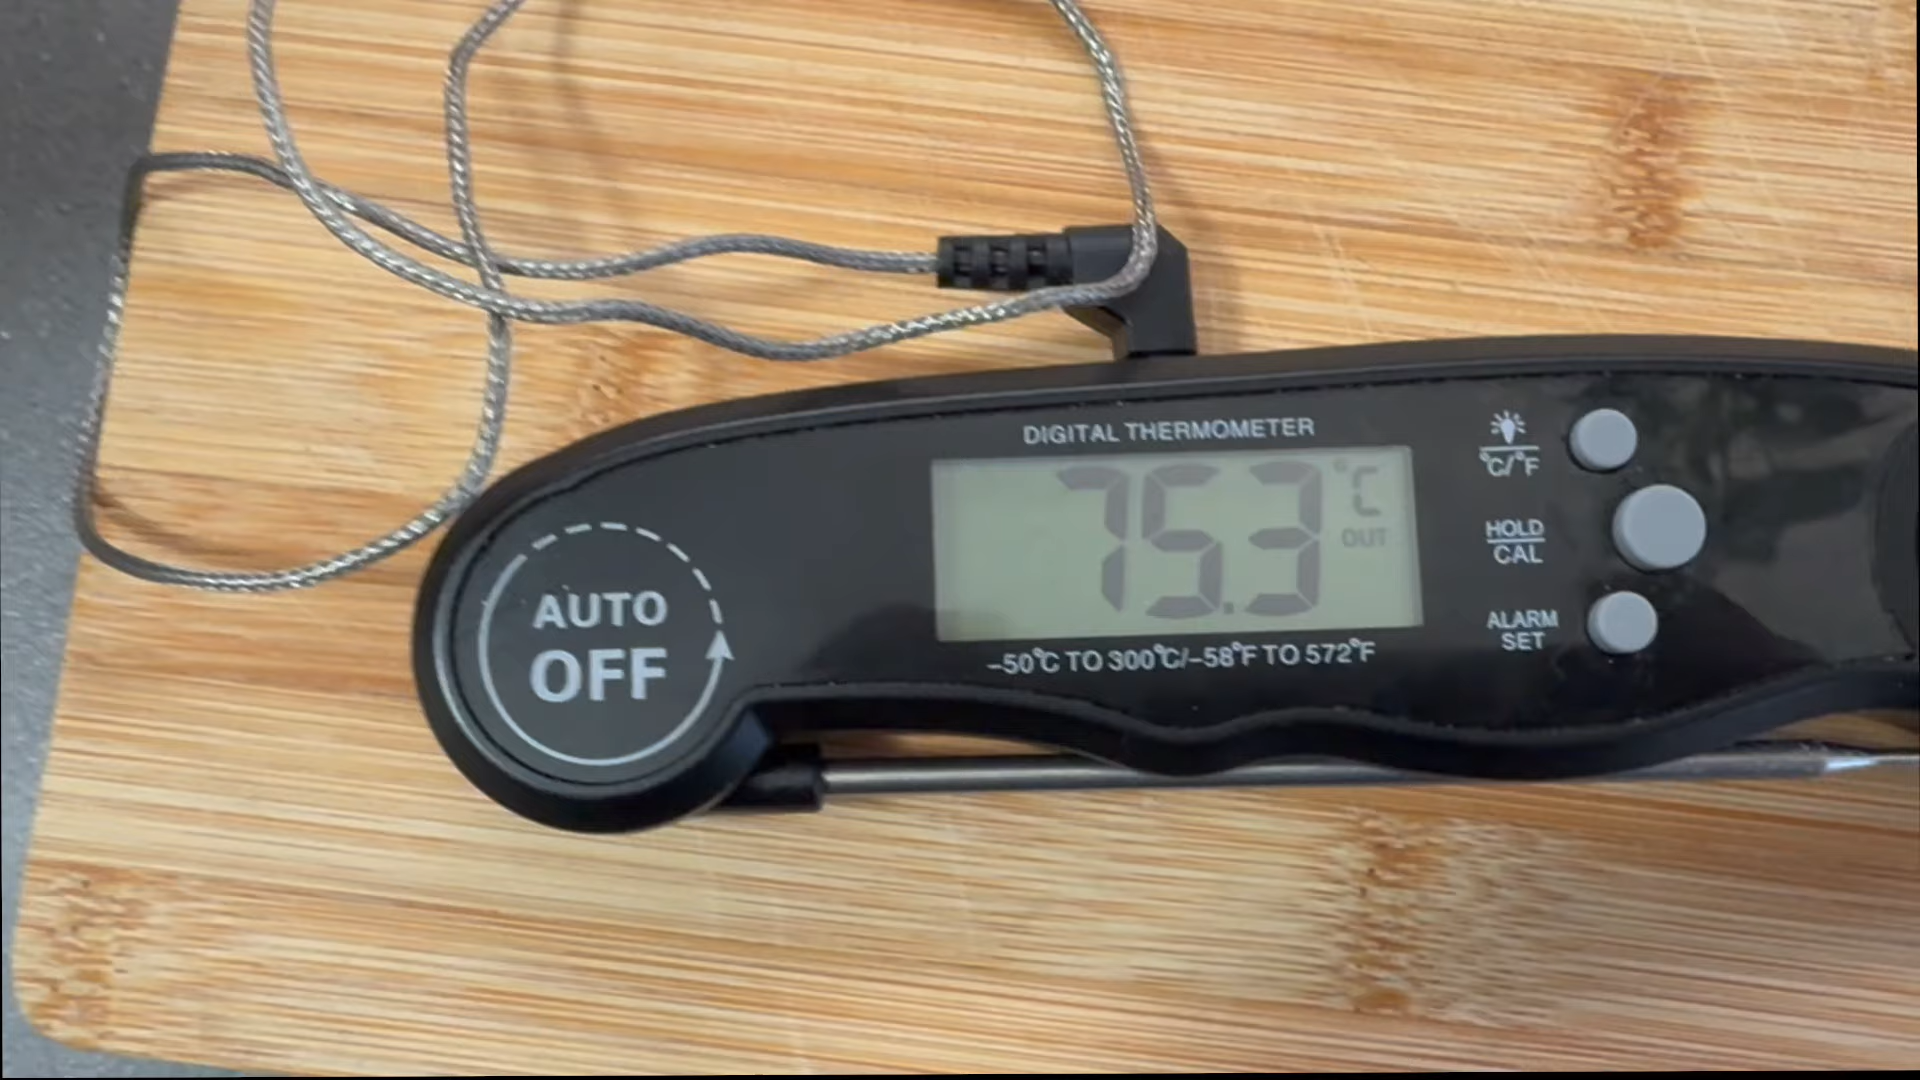 DIGITAL THERMOMETER
75.3 °C
OUT
°C/°F
HOLD
CAL
ALARM
SET
AUTO
OFF
-50°C TO 300°C/-58°F TO 572°F